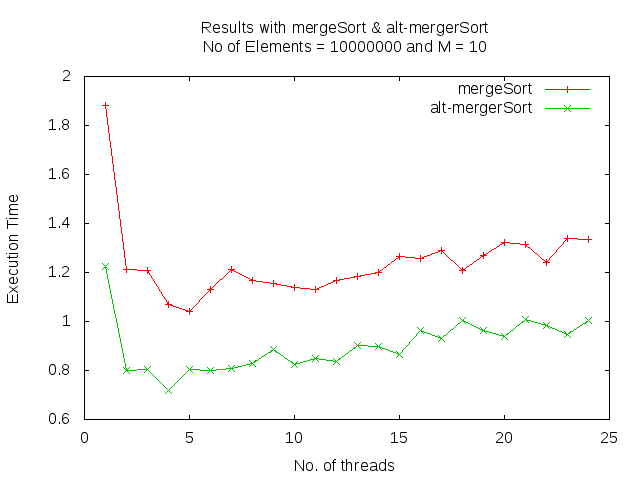 Results with mergeSort & alt-mergerSort
No of Elements = 10000000 and M = 10
mergeSort
alt-mergerSort
2
1.8
1.6
1.4
1.2
1
0.8
0.6
Execution Time
0 5 10 15 20 25
No. of threads